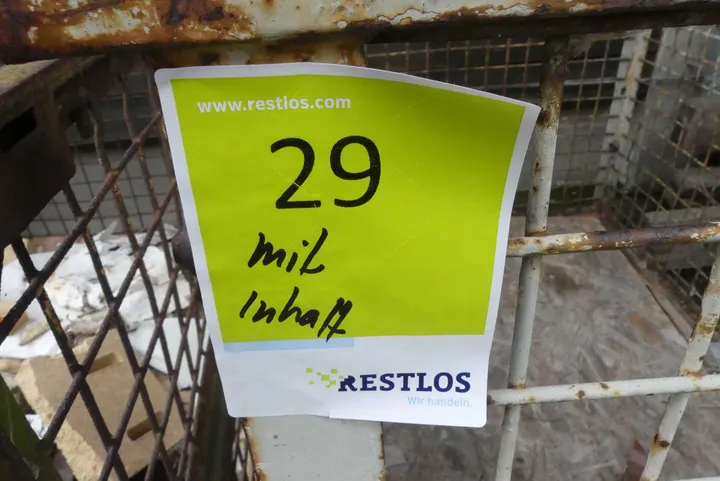 www.restlos.com
29
mit
inhalt
RESTLOS
Wir handeln.